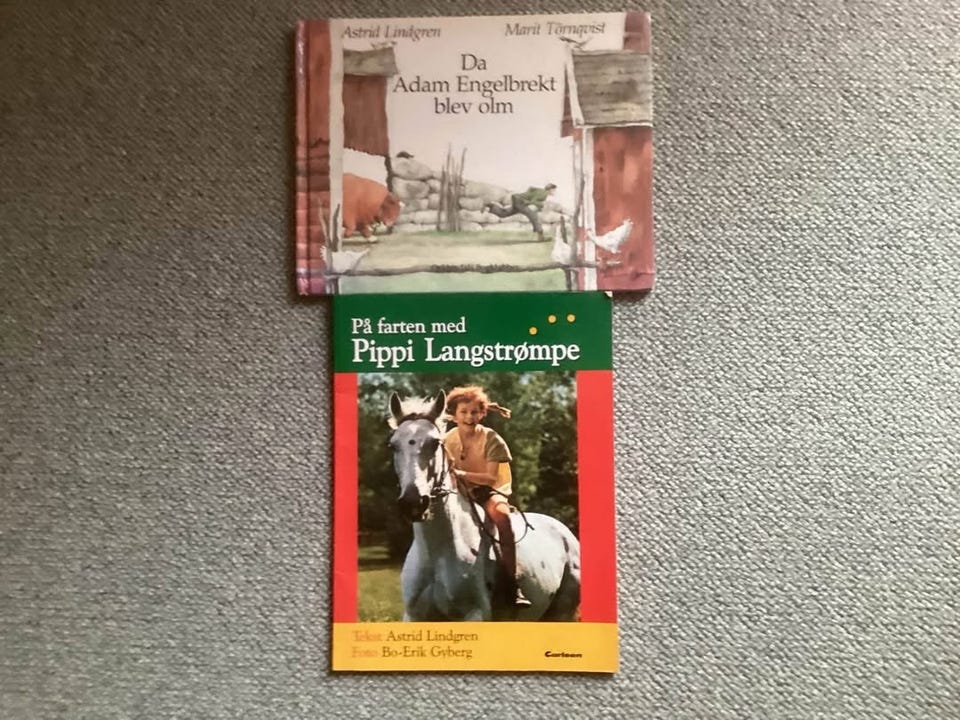 Astrid Lindgren Marit Törnqvist
Da
Adam Engelbrekt
blev olm
På farten med
Pippi Langstrømpe
Tekst Astrid Lindgren
Foto Bo-Erik Gyberg
Carlsen